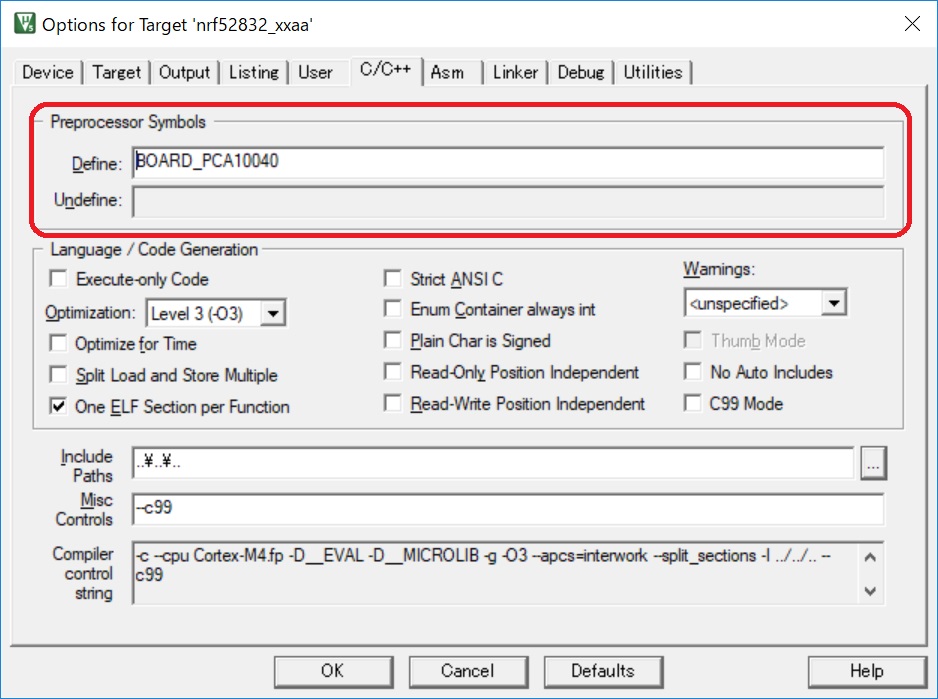 Options for Target 'nrf52832_xxaa'
Device Target Output Listing User C/C++ Asm Linker Debug Utilities
Preprocessor Symbols
Define: BOARD_PCA10040
Undefine:
Language / Code Generation
Execute-only Code
Optimization: Level 3 (-O3)
Optimize for Time
Split Load and Store Multiple
One ELF Section per Function
Strict ANSI C
Enum Container always int
Plain Char is Signed
Read-Only Position Independent
Read-Write Position Independent
Warnings:
<unspecified>
Thumb Mode
No Auto Includes
C99 Mode
Include
Paths
..¥..¥..
...
Misc
Controls
--c99
Compiler
control
string
-c --cpu Cortex-M4.fp -D__EVAL -D__MICROLIB -g -O3 --apcs=interwork --split_sections -I ../../.. --
c99
OK Cancel Defaults Help